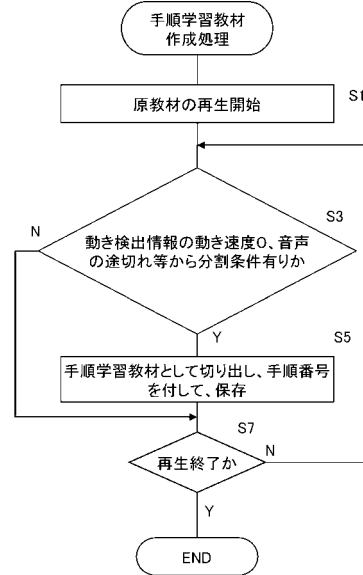 手順学習教材
作成処理
原教材の再生開始
S1
S3
N
動き検出情報の動き速度0、音声
の途切れ等から分割条件有りか
Y
S5
手順学習教材として切り出し、手順番号
を付して、保存
S7
再生終了か
N
Y
END